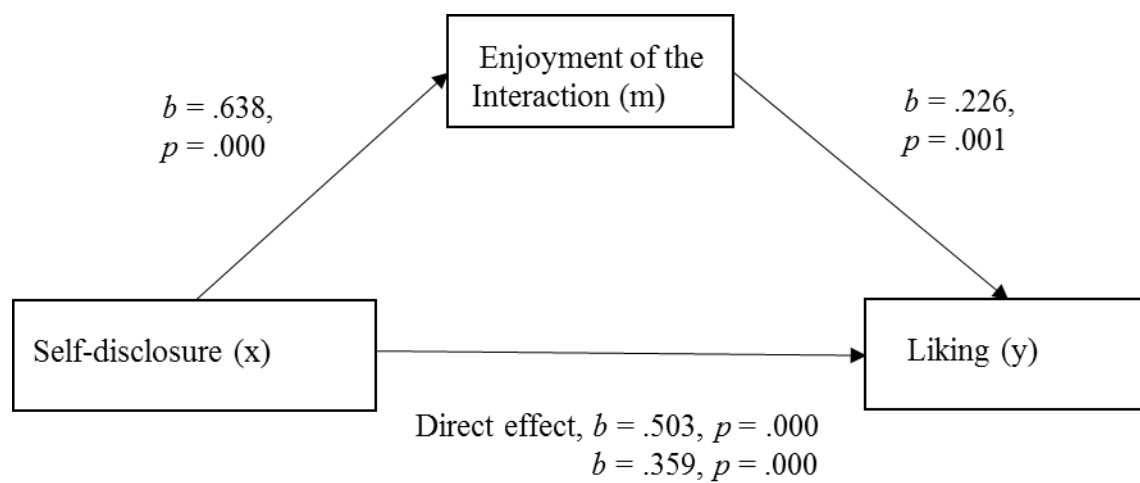 Enjoyment of the
Interaction (m)
b = .638,
p = .000
b = .226,
p = .001
Self-disclosure (x)
Liking (y)
Direct effect, b = .503, p = .000
b = .359, p = .000